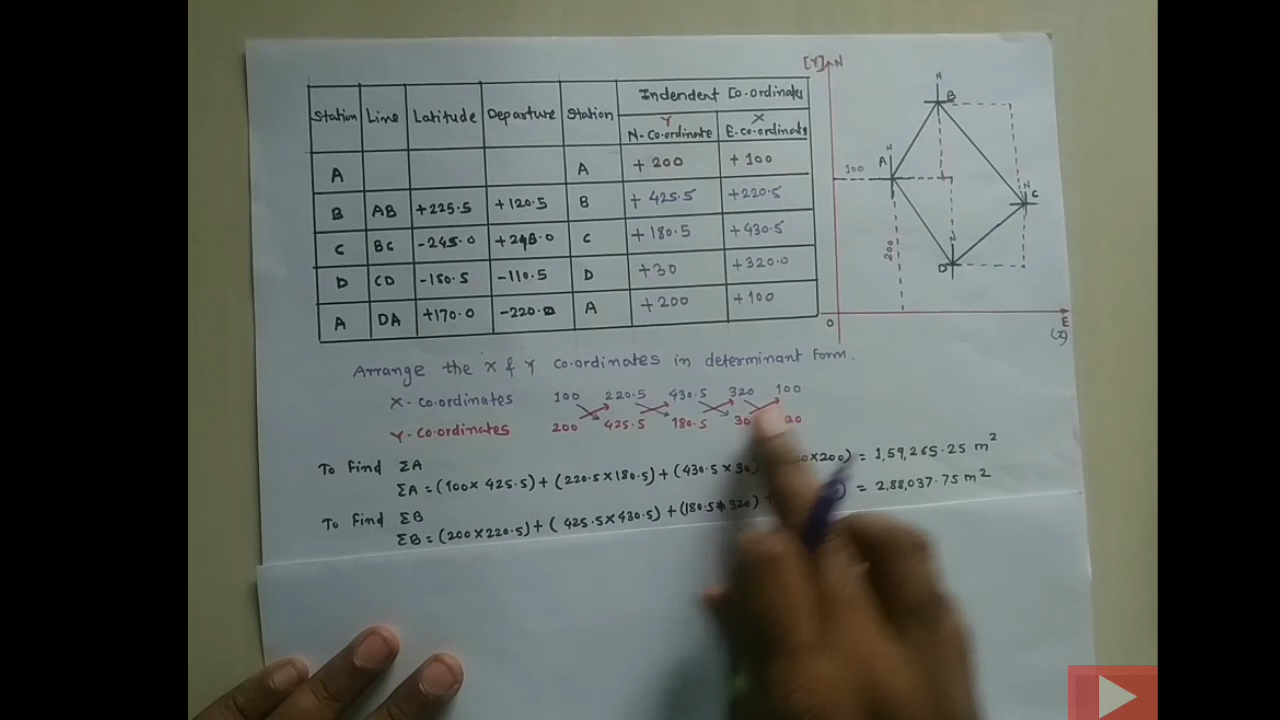 Indendent Co-ordinates
Station Line Latitude Departure Station Y N-Co-ordinate X E-co-ordinate
A A +200 +100
B AB +225.5 +120.5 B +425.5 +220.5
C BC -245.0 C +180.5 +430.5
D CD -150.5 -110.5 D +30 +320.0
A DA +170.0 A +200 +100
[Y] N
N
B
N
A
100
N
C
200
N
D
O
E
(X)
Arrange the X & Y co-ordinates in determinant form.
X-Co.ordinates 100 220.5 430.5 320 100
Y-Co.ordinates 200 425.5 180.5 30
To Find ΣA
ΣA = (100 x 425.5) + (220.5 x 180.5) + (430.5 x 30) 0x200) = 1,59,265.25 m²
To Find ΣB
ΣB = (200 x 220.5) + (425.5 x 430.5) + (180.5 x 320) ) = 2,88,037.75 m²